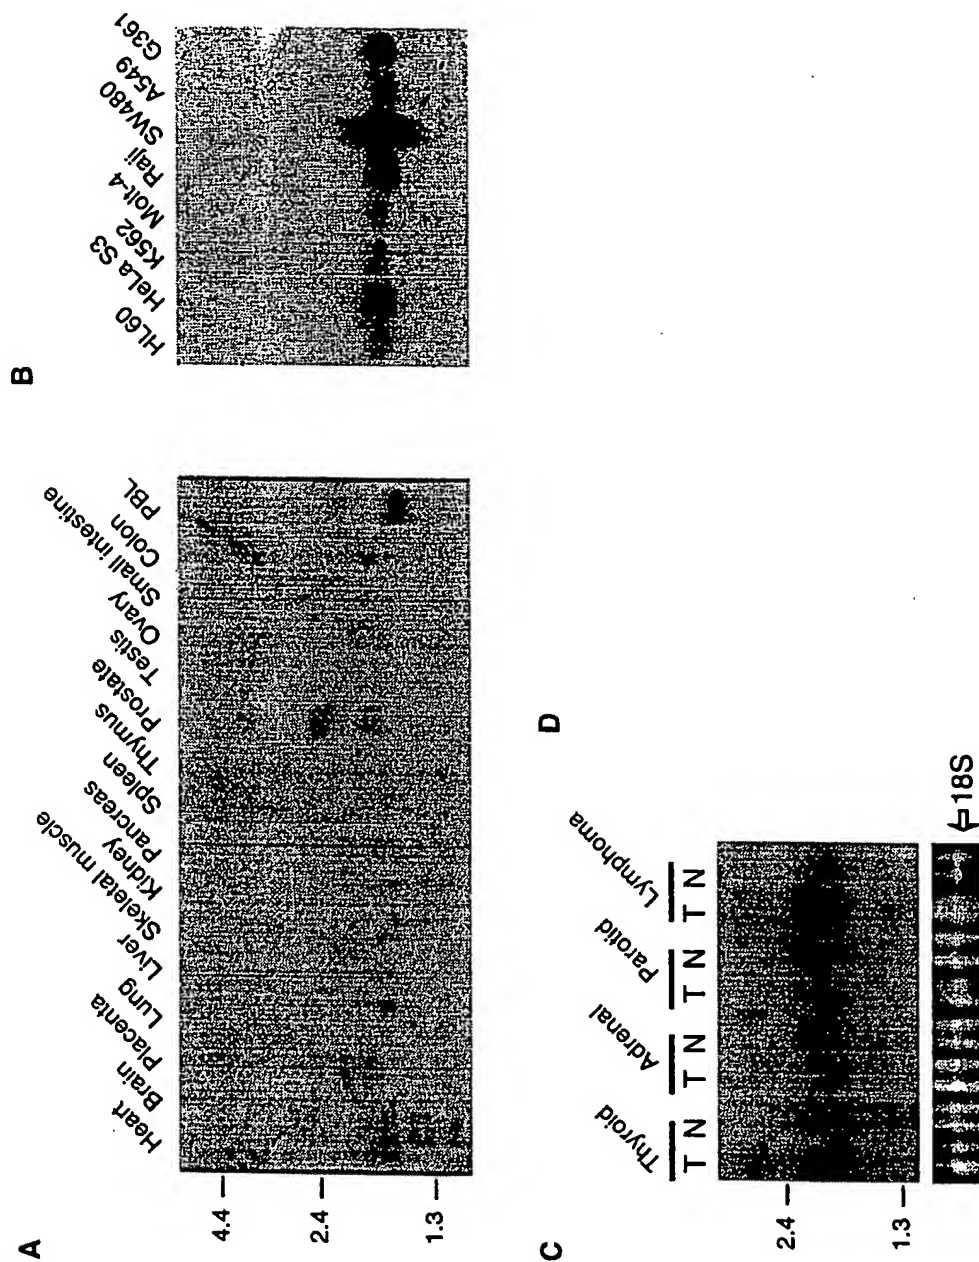 A
Heart
Brain
Placenta
Lung
Liver
Skeletal muscle
Kidney
Pancreas
Spleen
Thymus
Prostate
Testis
Ovary
Small intestine
Colon
PBL
4.4
2.4
1.3
B
HL60
HeLa S3
K562
Molt-4
Raji
SW480
A549
G361
C
Thyroid
Adrenal
Parotid
Lymphoma
T N T N T N T N
2.4
1.3
18S
D